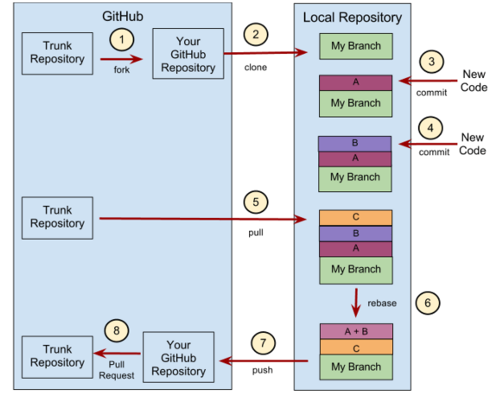 GitHub
Local Repository
Trunk
Repository
1
fork
Your
GitHub
Repository
2
clone
My Branch
A
My Branch
3
commit
New
Code
B
A
My Branch
4
commit
New
Code
Trunk
Repository
5
pull
C
B
A
My Branch
6
rebase
A + B
C
My Branch
7
push
Your
GitHub
Repository
8
Pull
Request
Trunk
Repository